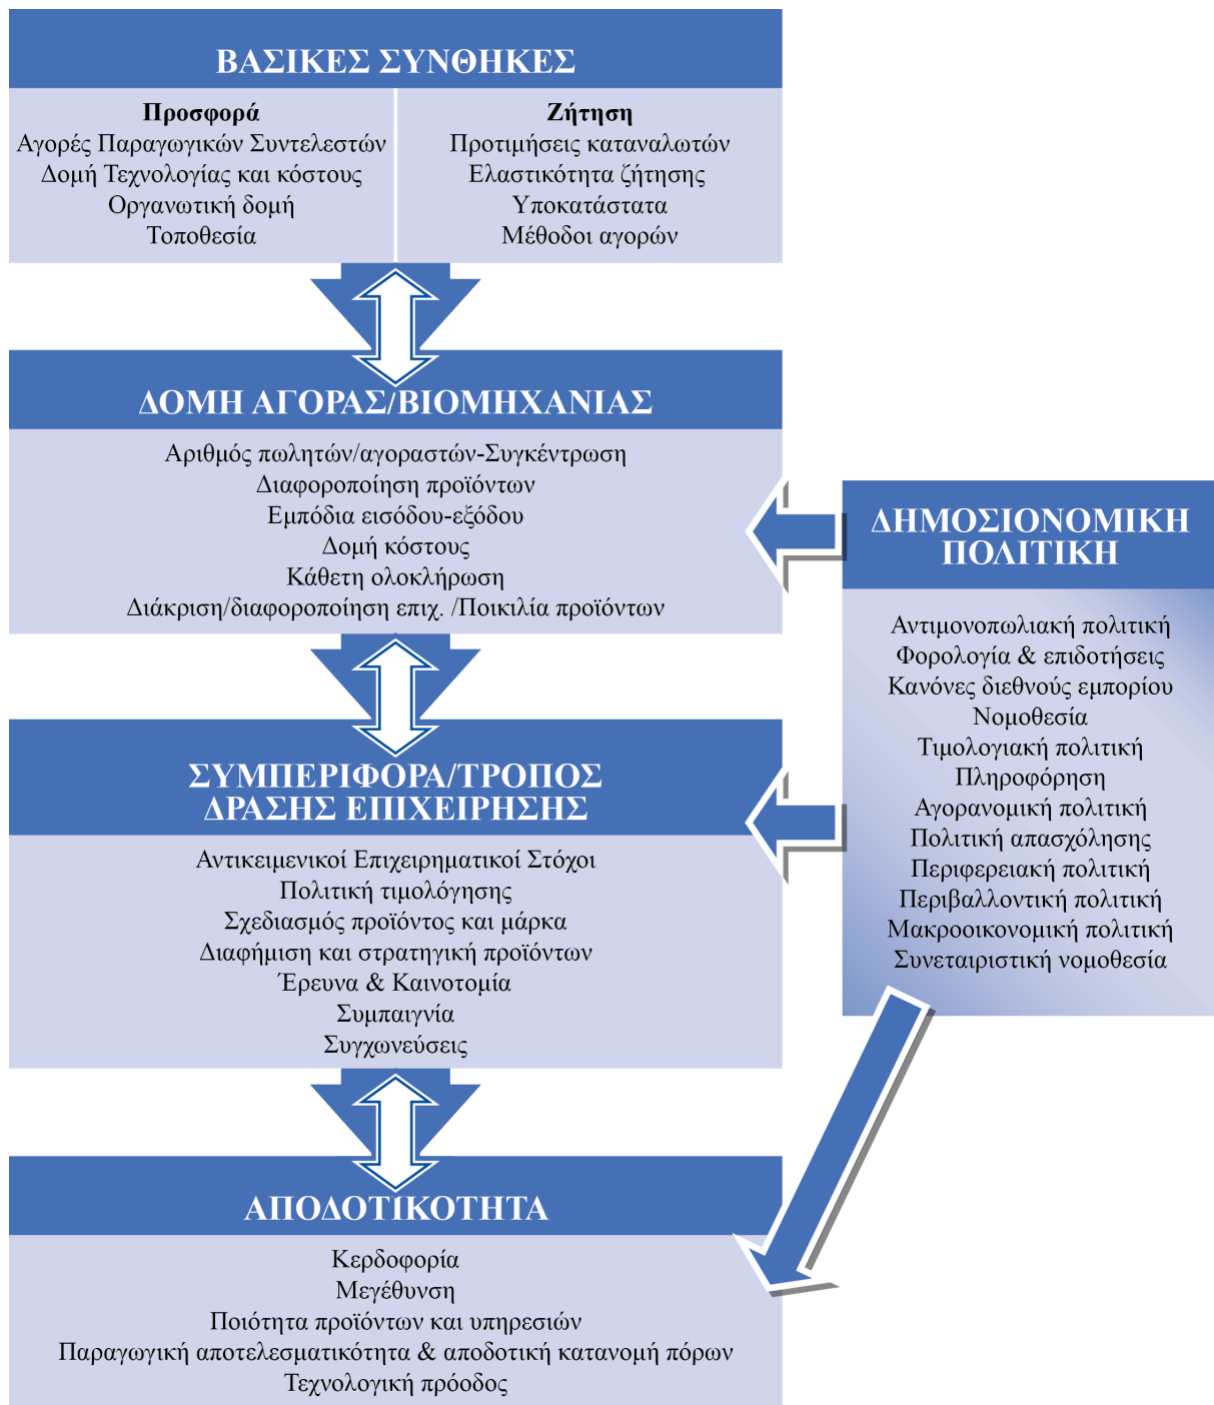 ΒΑΣΙΚΕΣ ΣΥΝΘΗΚΕΣ
Προσφορά
Αγορές Παραγωγικών Συντελεστών
Δομή Τεχνολογίας και κόστους
Οργανωτική δομή
Τοποθεσία
Ζήτηση
Προτιμήσεις καταναλωτών
Ελαστικότητα ζήτησης
Υποκατάστατα
Μέθοδοι αγορών
ΔΟΜΗ ΑΓΟΡΑΣ/ΒΙΟΜΗΧΑΝΙΑΣ
Αριθμός πωλητών/αγοραστών-Συγκέντρωση
Διαφοροποίηση προϊόντων
Εμπόδια εισόδου-εξόδου
Δομή κόστους
Κάθετη ολοκλήρωση
Διάκριση/διαφοροποίηση επιχ. /Ποικιλία προϊόντων
ΣΥΜΠΕΡΙΦΟΡΑ/ΤΡΟΠΟΣ
ΔΡΑΣΗΣ ΕΠΙΧΕΙΡΗΣΗΣ
Αντικειμενικοί Επιχειρηματικοί Στόχοι
Πολιτική τιμολόγησης
Σχεδιασμός προϊόντος και μάρκα
Διαφήμιση και στρατηγική προϊόντων
Έρευνα & Καινοτομία
Συμπαιγνία
Συγχωνεύσεις
ΑΠΟΔΟΤΙΚΟΤΗΤΑ
Κερδοφορία
Μεγέθυνση
Ποιότητα προϊόντων και υπηρεσιών
Παραγωγική αποτελεσματικότητα & αποδοτική κατανομή πόρων
Τεχνολογική πρόοδος
ΔΗΜΟΣΙΟΝΟΜΙΚΗ
ΠΟΛΙΤΙΚΗ
Αντιμονοπωλιακή πολιτική
Φορολογία & επιδοτήσεις
Κανόνες διεθνούς εμπορίου
Νομοθεσία
Τιμολογιακή πολιτική
Πληροφόρηση
Αγορανομική πολιτική
Πολιτική απασχόλησης
Περιφερειακή πολιτική
Περιβαλλοντική πολιτική
Μακροοικονομική πολιτική
Συνεταιριστική νομοθεσία